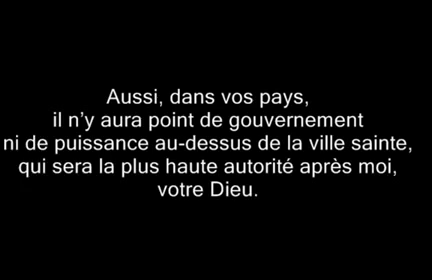 Aussi, dans vos pays,
il n’y aura point de gouvernement
ni de puissance au-dessus de la ville sainte,
qui sera la plus haute autorité après moi,
votre Dieu.